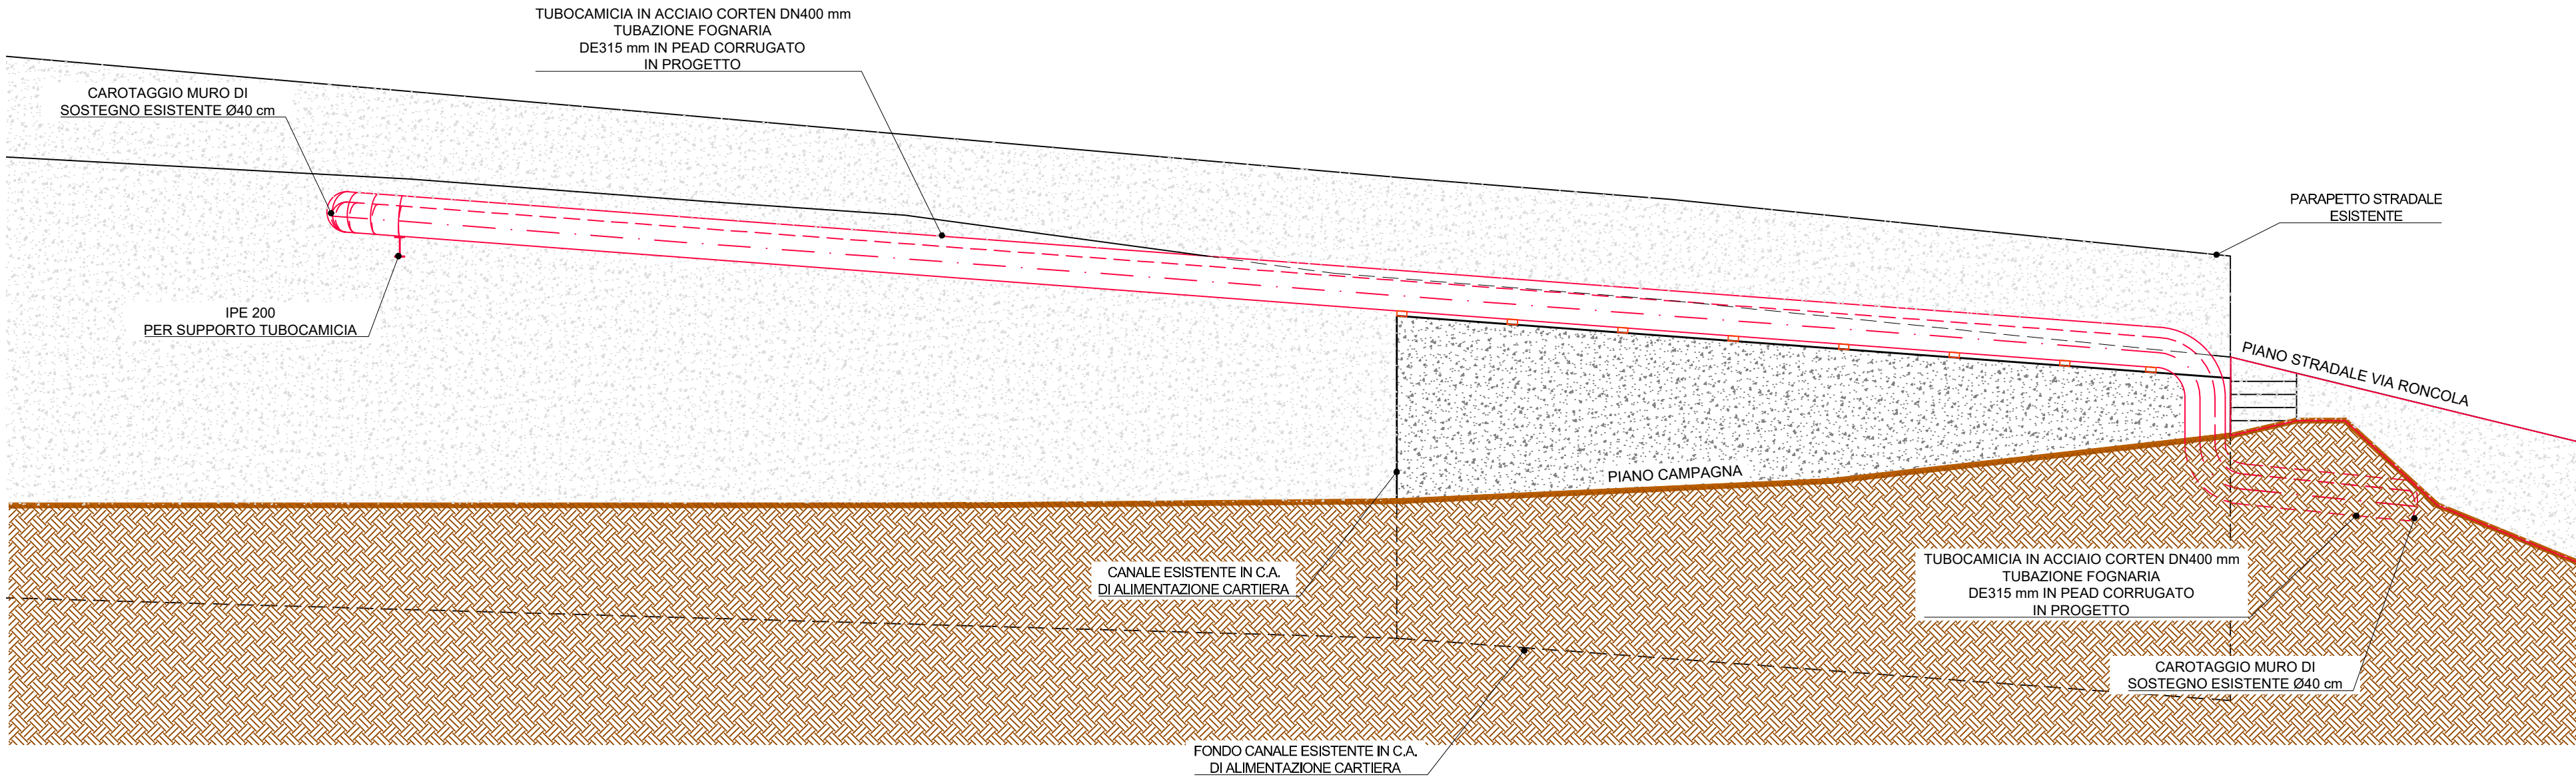 TUBOCAMICIA IN ACCIAIO CORTEN DN400 mm
TUBAZIONE FOGNARIA
DE315 mm IN PEAD CORRUGATO
IN PROGETTO
CAROTAGGIO MURO DI
SOSTEGNO ESISTENTE Ø40 cm
PARAPETTO STRADALE
ESISTENTE
IPE 200
PER SUPPORTO TUBOCAMICIA
PIANO STRADALE VIA RONCOLA
PIANO CAMPAGNA
CANALE ESISTENTE IN C.A.
DI ALIMENTAZIONE CARTIERA
TUBOCAMICIA IN ACCIAIO CORTEN DN400 mm
TUBAZIONE FOGNARIA
DE315 mm IN PEAD CORRUGATO
IN PROGETTO
CAROTAGGIO MURO DI
SOSTEGNO ESISTENTE Ø40 cm
FONDO CANALE ESISTENTE IN C.A.
DI ALIMENTAZIONE CARTIERA